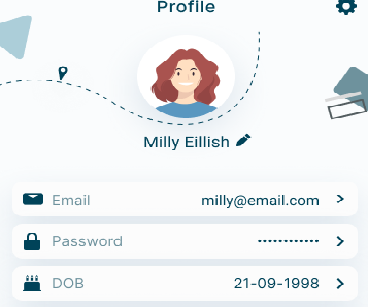 Profile
Milly Eillish
Email milly@email.com
Password ••••••••••••
DOB 21-09-1998